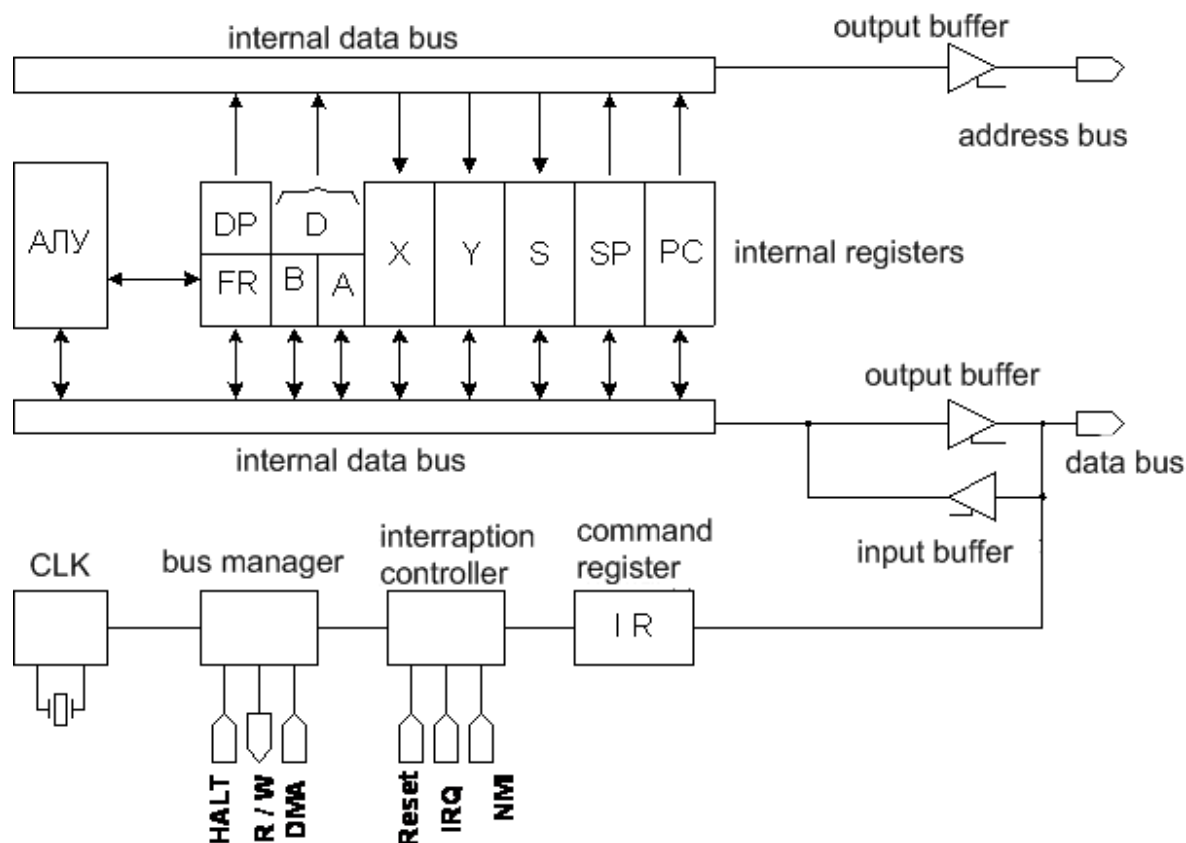 internal data bus
output buffer
address bus
АЛУ
DP
D
FR
B
A
X
Y
S
SP
PC
internal registers
output buffer
internal data bus
data bus
input buffer
CLK
bus manager
interraption
controller
command
register
IR
HALT
R / W
DMA
Reset
IRQ
NMI